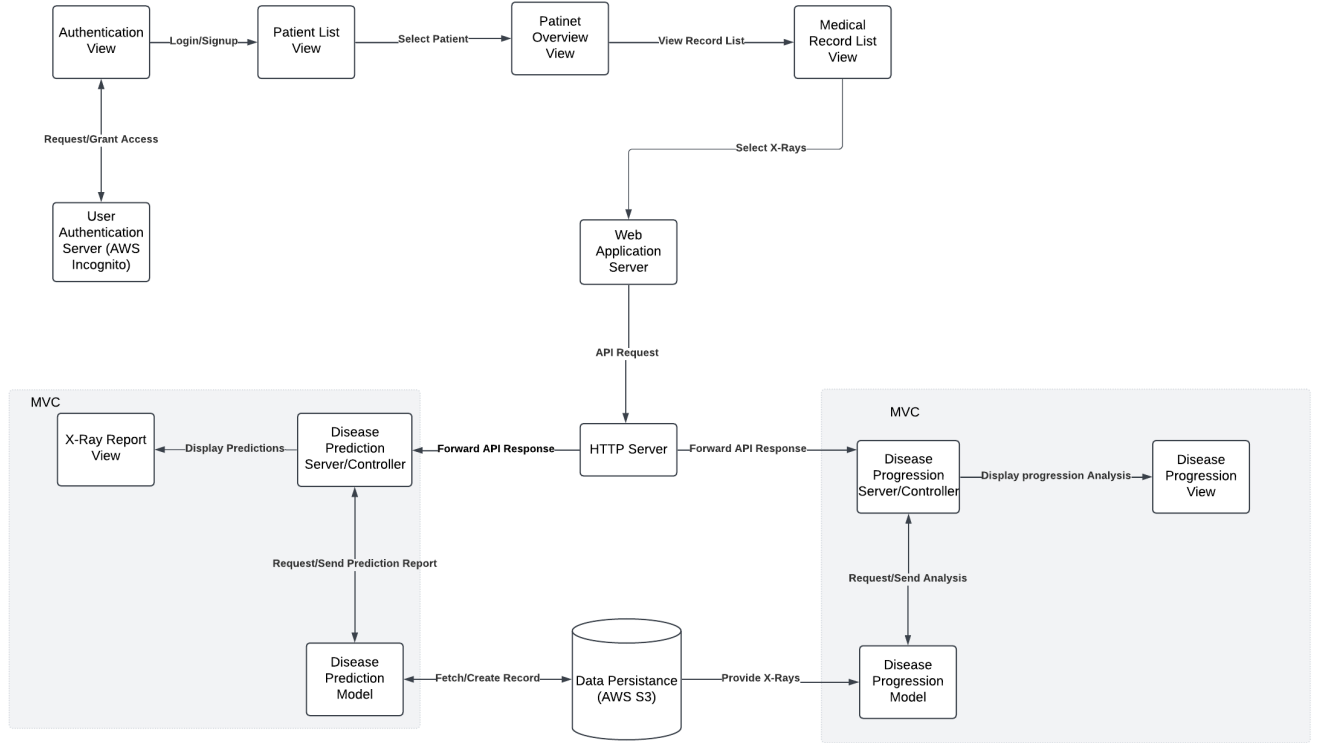 Authentication
View
Login/Signup
Patient List
View
Select Patient
Patinet
Overview
View
View Record List
Medical
Record List
View
Request/Grant Access
Select X-Rays
User
Authentication
Server (AWS
Incognito)
Web
Application
Server
API Request
MVC
X-Ray Report
View
Display Predictions
Disease
Prediction
Server/Controller
Forward API Response
HTTP Server
Forward API Response
MVC
Disease
Progression
Server/Controller
Display progression Analysis
Disease
Progression
View
Request/Send Prediction Report
Request/Send Analysis
Disease
Prediction
Model
Fetch/Create Record
Data Persistance
(AWS S3)
Provide X-Rays
Disease
Progression
Model